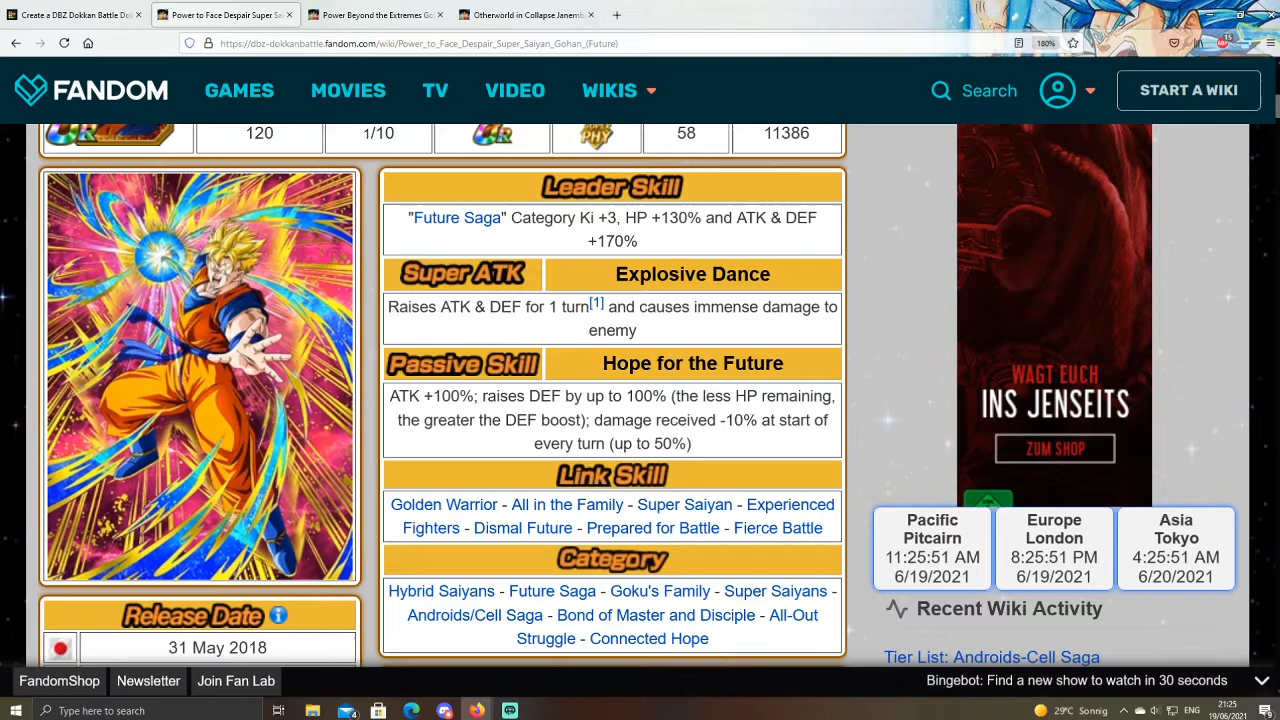 Create a DBZ Dokkan Battle Dok
Power to Face Despair Super Sai
Power Beyond the Extremes Go
Otherworld in Collapse Janemb
https://dbz-dokkanbattle.fandom.com/wiki/Power_to_Face_Despair_Super_Saiyan_Gohan_(Future)
180%
15
FANDOM
GAMES
MOVIES
TV
VIDEO
WIKIS
Search
START A WIKI
UR
120
1/10
UR
SUPER PHY
58
11386
Leader Skill
"Future Saga" Category Ki +3, HP +130% and ATK & DEF
+170%
Super ATK
Explosive Dance
Raises ATK & DEF for 1 turn[1] and causes immense damage to
enemy
Passive Skill
Hope for the Future
ATK +100%; raises DEF by up to 100% (the less HP remaining,
the greater the DEF boost); damage received -10% at start of
every turn (up to 50%)
Link Skill
Golden Warrior - All in the Family - Super Saiyan - Experienced
Fighters - Dismal Future - Prepared for Battle - Fierce Battle
Category
Hybrid Saiyans - Future Saga - Goku's Family - Super Saiyans -
Androids/Cell Saga - Bond of Master and Disciple - All-Out
Struggle - Connected Hope
Release Date
31 May 2018
WAGT EUCH
INS JENSEITS
ZUM SHOP
Pacific
Pitcairn
11:25:51 AM
6/19/2021
Europe
London
8:25:51 PM
6/19/2021
Asia
Tokyo
4:25:51 AM
6/20/2021
Recent Wiki Activity
Tier List: Androids-Cell Saga
FandomShop
Newsletter
Join Fan Lab
Bingebot: Find a new show to watch in 30 seconds
Type here to search
29°C Sonnig
ENG
21:25
19/06/2021